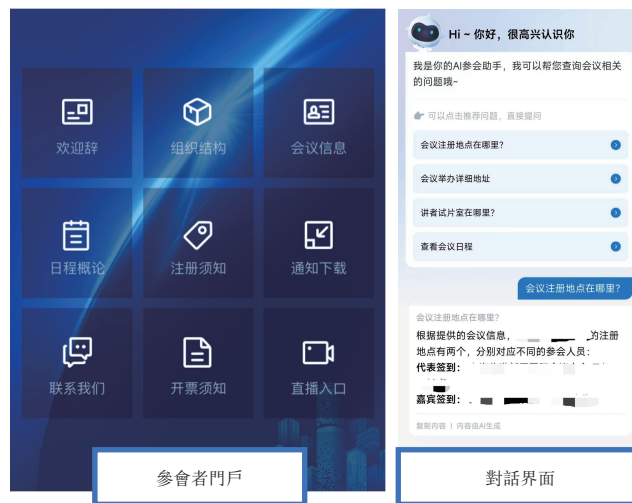 欢迎辞
组织结构
会议信息
日程概论
注册须知
通知下载
联系我们
开票须知
直播入口
參會者門戶
Hi ~ 你好，很高兴认识你
我是你的AI参会助手，我可以帮您查询会议相关
的问题哦~
可以点击推荐问题，直接提问
会议注册地点在哪里？
会议举办详细地址
讲者试片室在哪里？
查看会议日程
会议注册地点在哪里？
会议注册地点在哪里？
根据提供的会议信息，的注册
地点有两个，分别对应不同的参会人员：
代表签到：
嘉宾签到：
复制内容 | 内容由AI生成
對話界面